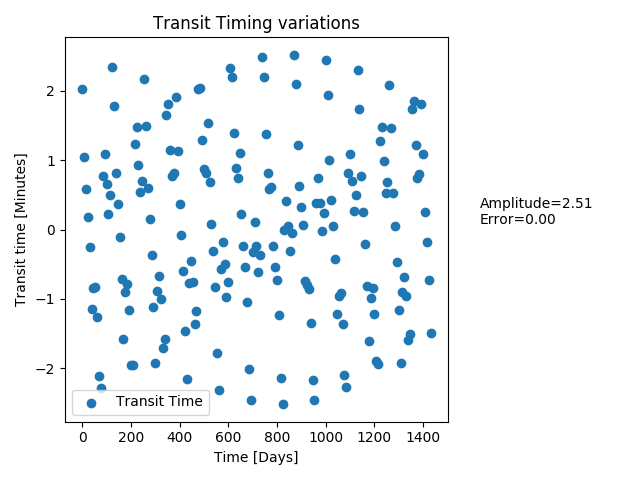 Transit Timing variations
Transit time [Minutes]
2
1
0
−1
−2
Transit Time
0 200 400 600 800 1000 1200 1400
Time [Days]
Amplitude=2.51
Error=0.00